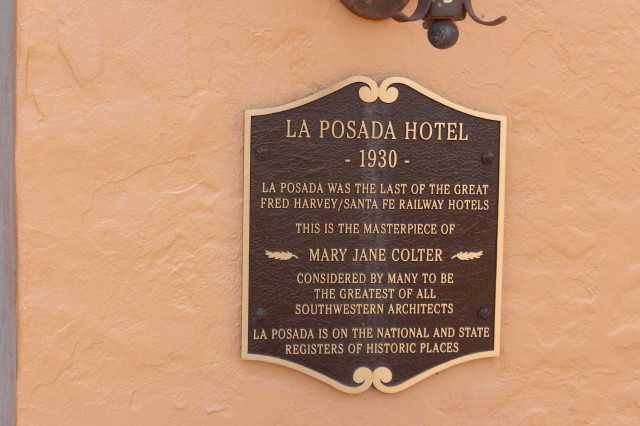 LA POSADA HOTEL
- 1930 -
LA POSADA WAS THE LAST OF THE GREAT
FRED HARVEY/SANTA FE RAILWAY HOTELS
THIS IS THE MASTERPIECE OF
MARY JANE COLTER
CONSIDERED BY MANY TO BE
THE GREATEST OF ALL
SOUTHWESTERN ARCHITECTS
LA POSADA IS ON THE NATIONAL AND STATE
REGISTERS OF HISTORIC PLACES